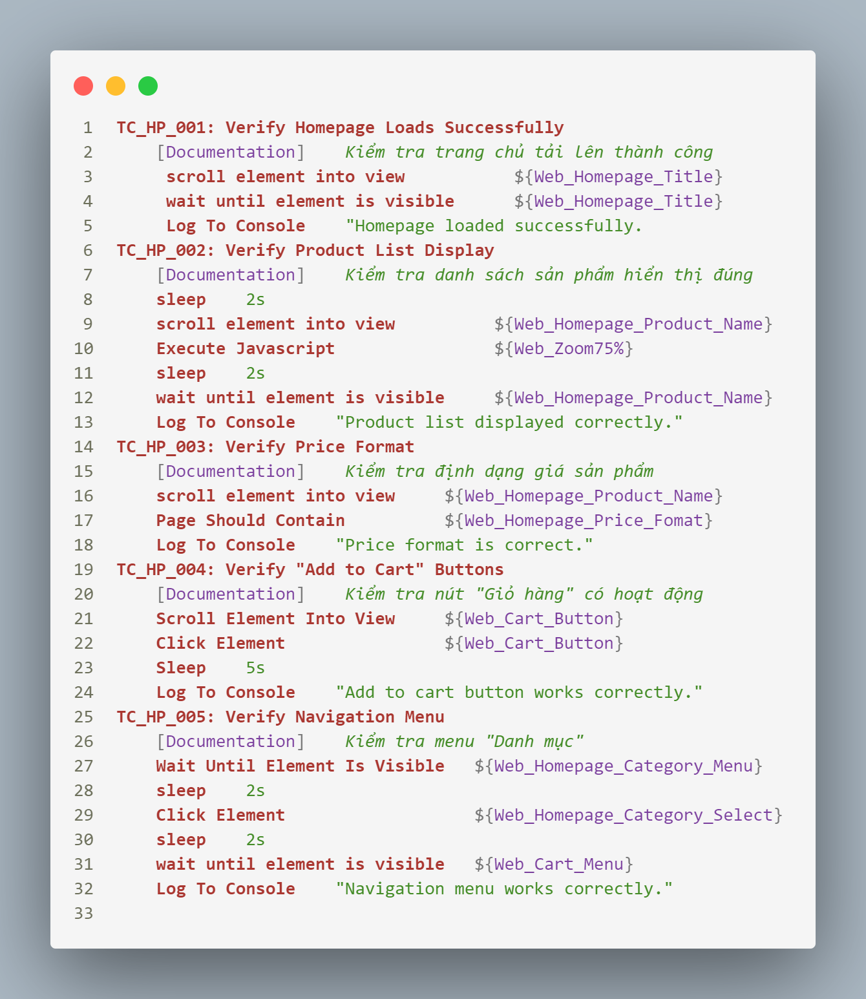 1 TC_HP_001: Verify Homepage Loads Successfully
2 [Documentation] Kiểm tra trang chủ tải lên thành công
3 scroll element into view ${Web_Homepage_Title}
4 wait until element is visible ${Web_Homepage_Title}
5 Log To Console "Homepage loaded successfully.
6 TC_HP_002: Verify Product List Display
7 [Documentation] Kiểm tra danh sách sản phẩm hiển thị đúng
8 sleep 2s
9 scroll element into view ${Web_Homepage_Product_Name}
10 Execute Javascript ${Web_Zoom75%}
11 sleep 2s
12 wait until element is visible ${Web_Homepage_Product_Name}
13 Log To Console "Product list displayed correctly."
14 TC_HP_003: Verify Price Format
15 [Documentation] Kiểm tra định dạng giá sản phẩm
16 scroll element into view ${Web_Homepage_Product_Name}
17 Page Should Contain ${Web_Homepage_Price_Fomat}
18 Log To Console "Price format is correct."
19 TC_HP_004: Verify "Add to Cart" Buttons
20 [Documentation] Kiểm tra nút "Giỏ hàng" có hoạt động
21 Scroll Element Into View ${Web_Cart_Button}
22 Click Element ${Web_Cart_Button}
23 Sleep 5s
24 Log To Console "Add to cart button works correctly."
25 TC_HP_005: Verify Navigation Menu
26 [Documentation] Kiểm tra menu "Danh mục"
27 Wait Until Element Is Visible ${Web_Homepage_Category_Menu}
28 sleep 2s
29 Click Element ${Web_Homepage_Category_Select}
30 sleep 2s
31 wait until element is visible ${Web_Cart_Menu}
32 Log To Console "Navigation menu works correctly."
33